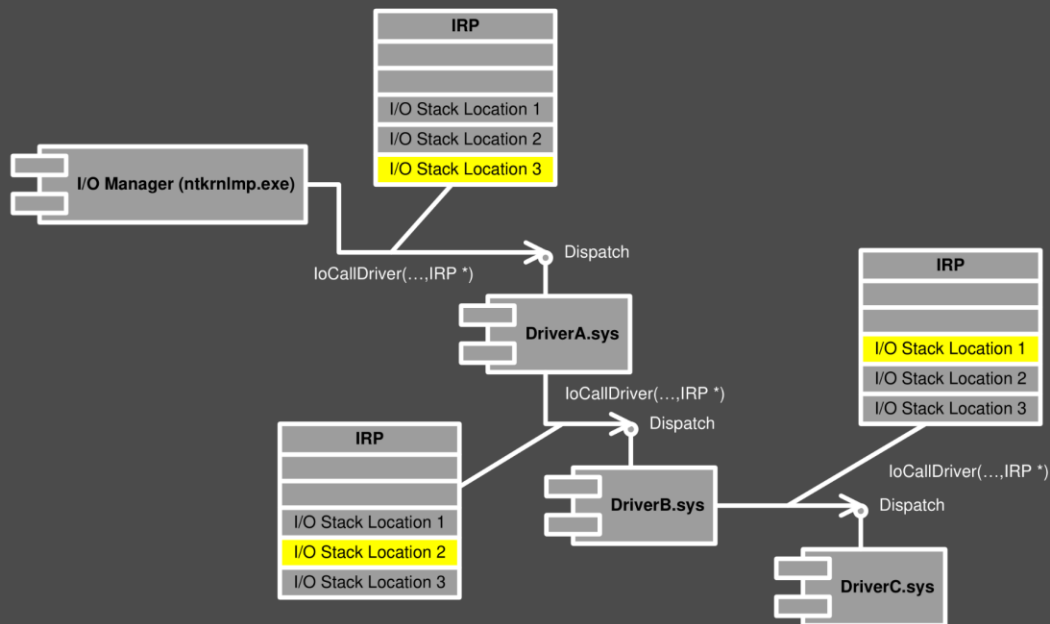 IRP
I/O Stack Location 1
I/O Stack Location 2
I/O Stack Location 3
I/O Manager (ntkrnlmp.exe)
Dispatch
IoCallDriver(…,IRP *)
DriverA.sys
IoCallDriver(…,IRP *)
Dispatch
IRP
I/O Stack Location 1
I/O Stack Location 2
I/O Stack Location 3
DriverB.sys
IRP
I/O Stack Location 1
I/O Stack Location 2
I/O Stack Location 3
IoCallDriver(…,IRP *)
Dispatch
DriverC.sys